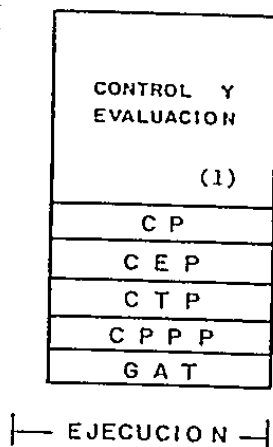 CONTROL Y
EVALUACION
(1)
C P
C E P
C T P
C P P P
G A T
EJECUCION